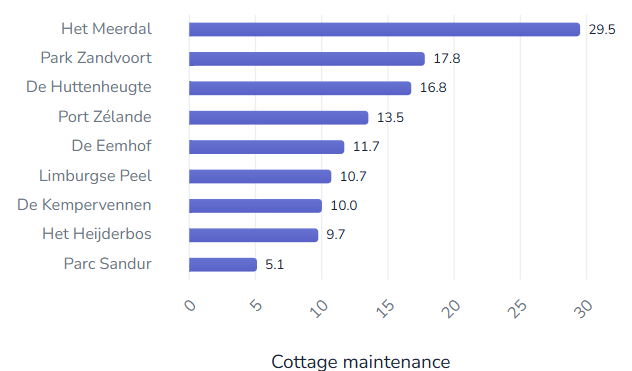 Het Meerdal 29.5
Park Zandvoort 17.8
De Huttenheugte 16.8
Port Zélande 13.5
De Eemhof 11.7
Limburgse Peel 10.7
De Kempervennen 10.0
Het Heijderbos 9.7
Parc Sandur 5.1
0 5 10 15 20 25 30
Cottage maintenance